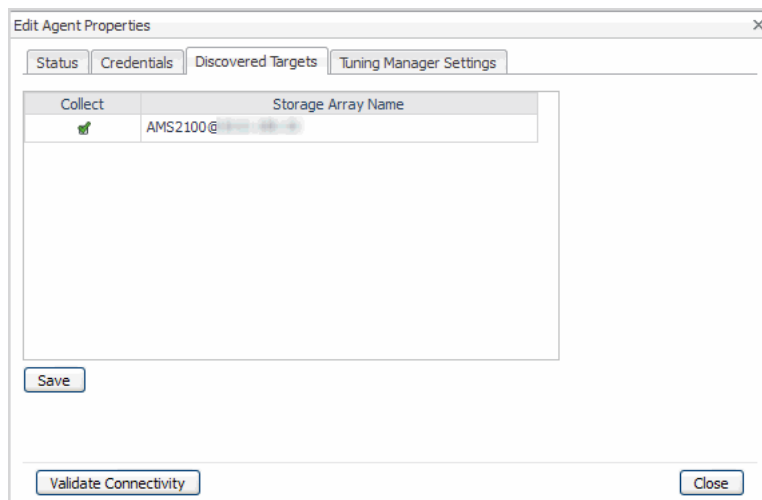 Edit Agent Properties
Status Credentials Discovered Targets Tuning Manager Settings
Collect Storage Array Name
AMS2100@
Save
Validate Connectivity Close